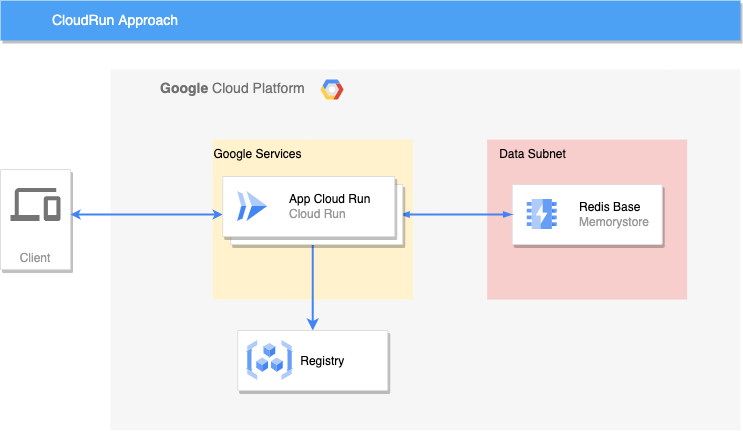 CloudRun Approach
Google Cloud Platform
Google Services
Data Subnet
App Cloud Run
Cloud Run
Redis Base
Memorystore
Client
Registry